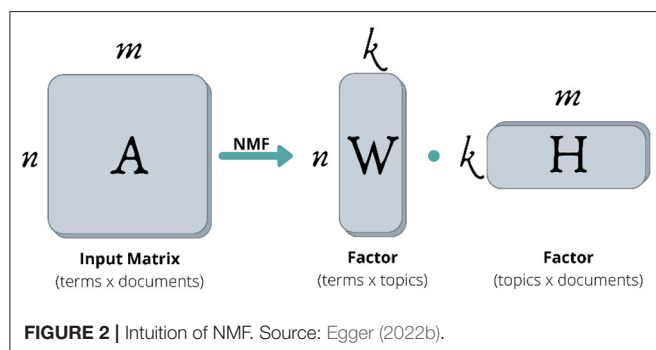 m
k
m
n
A
NMF
n
W
k
H
Input Matrix
(terms x documents)
Factor
(terms x topics)
Factor
(topics x documents)
FIGURE 2 | Intuition of NMF. Source: Egger (2022b).